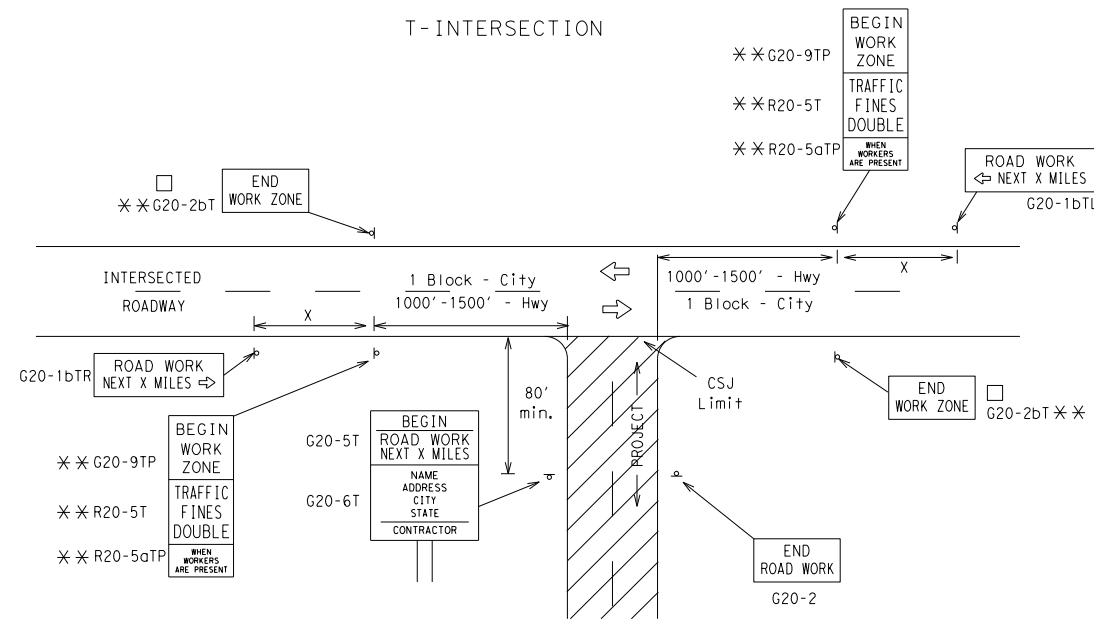 T-INTERSECTION
BEGIN
WORK
ZONE
TRAFFIC
FINES
DOUBLE
WHEN
WORKERS
ARE PRESENT
**G20-9TP
**R20-5T
**R20-5aTP
ROAD WORK
⇦ NEXT X MILES
G20-1bTL
□
**G20-2bT
END
WORK ZONE
INTERSECTED
ROADWAY
1 Block - City
1000'-1500' - Hwy
X
⇦
⇨
1000'-1500' - Hwy
1 Block - City
X
G20-1bTR
ROAD WORK
NEXT X MILES ⇨
80'
min.
PROJECT
CSJ
Limit
END
WORK ZONE
□
G20-2bT**
**G20-9TP
**R20-5T
**R20-5aTP
BEGIN
WORK
ZONE
TRAFFIC
FINES
DOUBLE
WHEN
WORKERS
ARE PRESENT
G20-5T
G20-6T
BEGIN
ROAD WORK
NEXT X MILES
NAME
ADDRESS
CITY
STATE
CONTRACTOR
END
ROAD WORK
G20-2